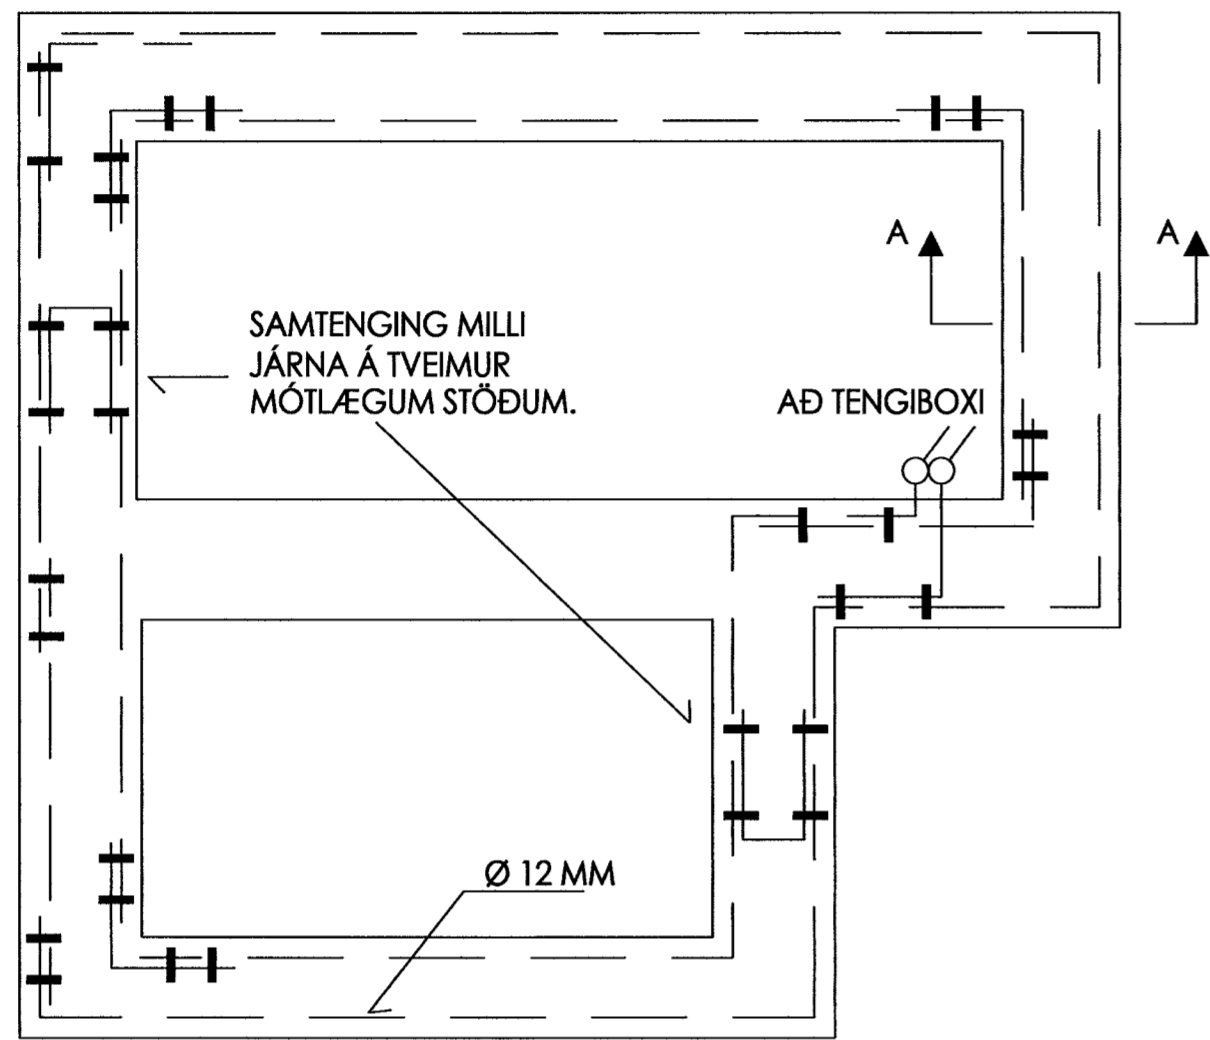 A
A
SAMTENGING MILLI
JÁRNA Á TVEIMUR
MÓTLÆGUM STÖÐUM.
AÐ TENGIBOXI
Ø 12 MM